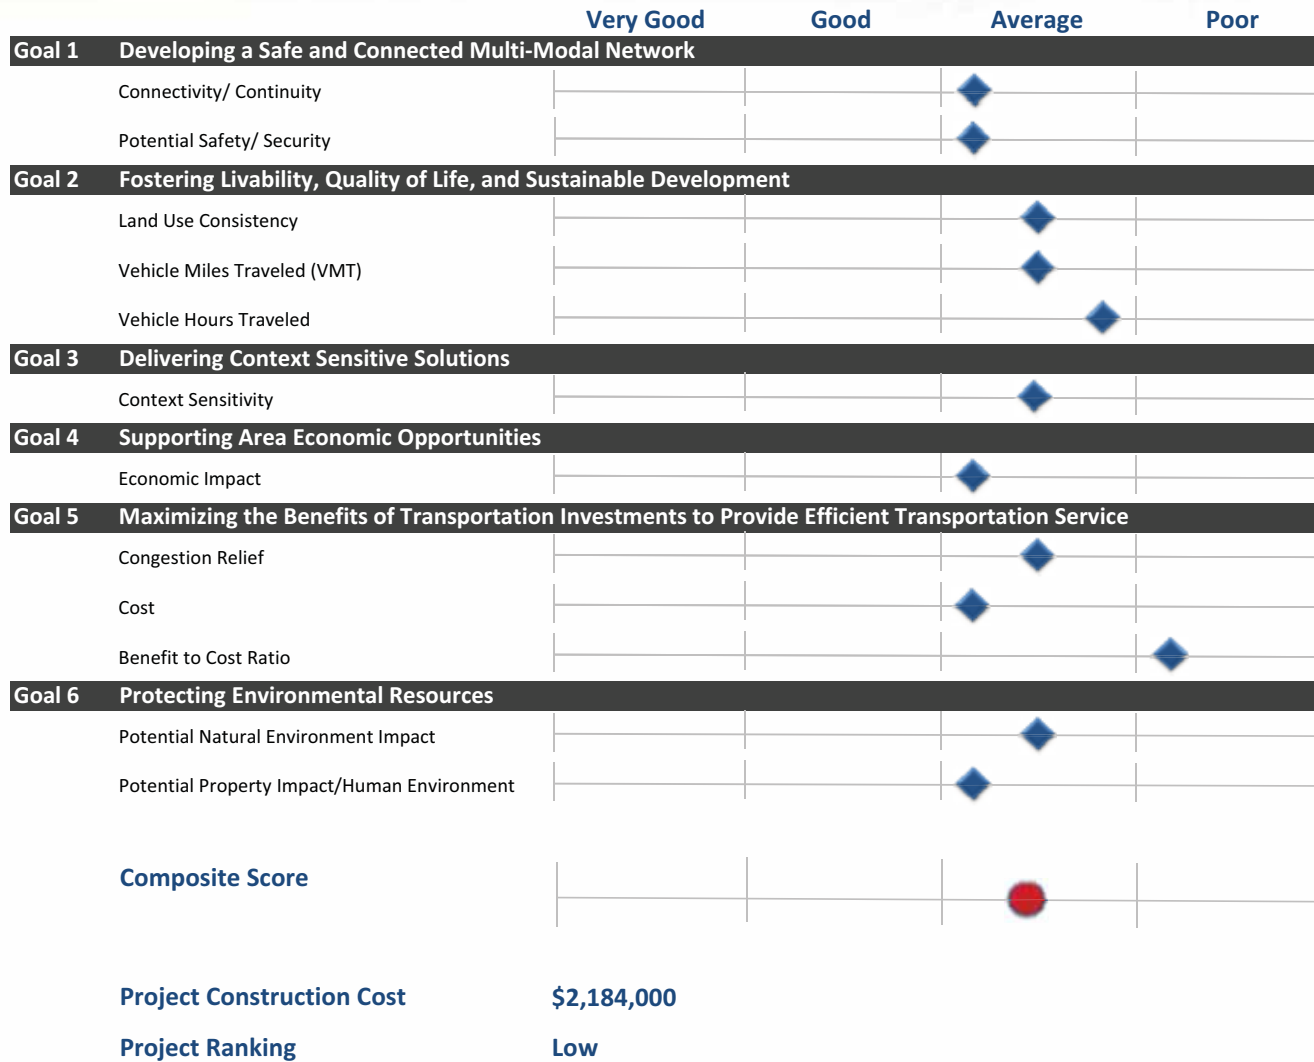 Very Good Good Average Poor
Goal 1 Developing a Safe and Connected Multi-Modal Network
Connectivity/ Continuity
Potential Safety/ Security
Goal 2 Fostering Livability, Quality of Life, and Sustainable Development
Land Use Consistency
Vehicle Miles Traveled (VMT)
Vehicle Hours Traveled
Goal 3 Delivering Context Sensitive Solutions
Context Sensitivity
Goal 4 Supporting Area Economic Opportunities
Economic Impact
Goal 5 Maximizing the Benefits of Transportation Investments to Provide Efficient Transportation Service
Congestion Relief
Cost
Benefit to Cost Ratio
Goal 6 Protecting Environmental Resources
Potential Natural Environment Impact
Potential Property Impact/Human Environment
Composite Score
Project Construction Cost $2,184,000
Project Ranking Low